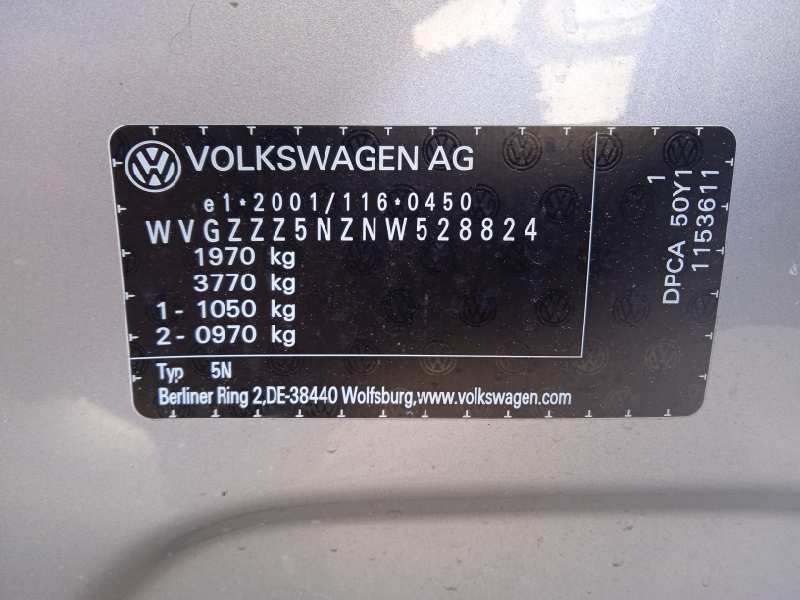 VOLKSWAGEN AG
e1*2001/116*0450
WVGZZZ5NZNW528824
1970 kg
3770 kg
1- 1050 kg
2- 0970 kg
Typ 5N
Berliner Ring 2,DE-38440 Wolfsburg,www.volkswagen.com
1
DPCA 50Y1
1153611